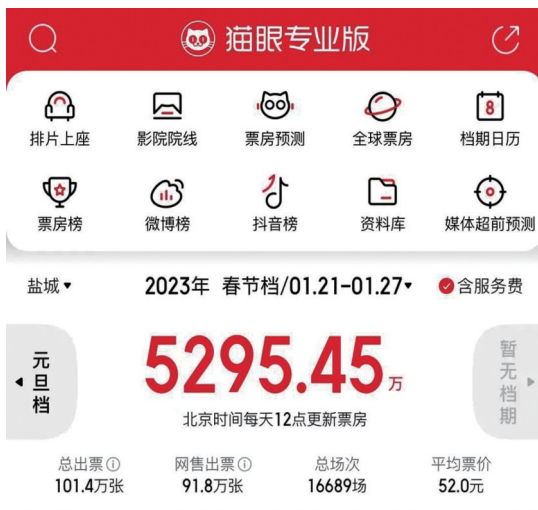 猫眼专业版
排片上座 影院院线 票房预测 全球票房 8 档期日历
票房榜 微博榜 抖音榜 资料库 媒体超前预测
盐城 2023年 春节档/01.21-01.27 含服务费
元旦档
5295.45万
暂无档期
北京时间每天12点更新票房
总出票 网售出票 总场次 平均票价
101.4万张 91.8万张 16689场 52.0元